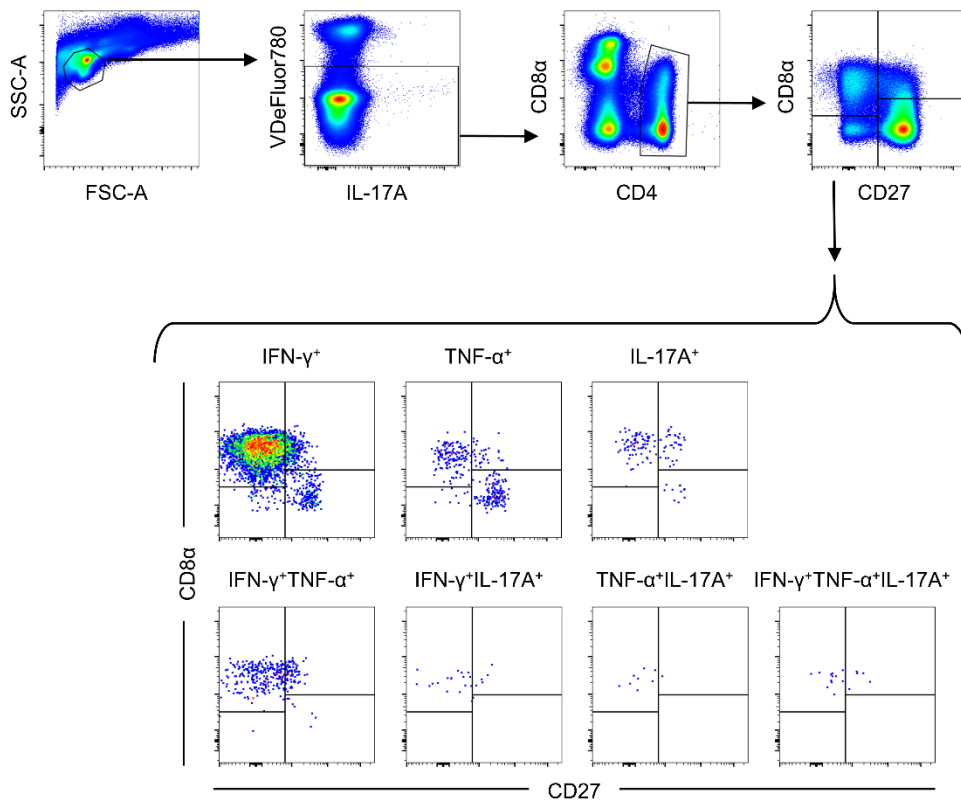 SSC-A
FSC-A
VDeFluor780
IL-17A
CD8α
CD4
CD8α
CD27
IFN-γ⁺
TNF-α⁺
IL-17A⁺
CD8α
IFN-γ⁺TNF-α⁺
IFN-γ⁺IL-17A⁺
TNF-α⁺IL-17A⁺
IFN-γ⁺TNF-α⁺IL-17A⁺
CD27